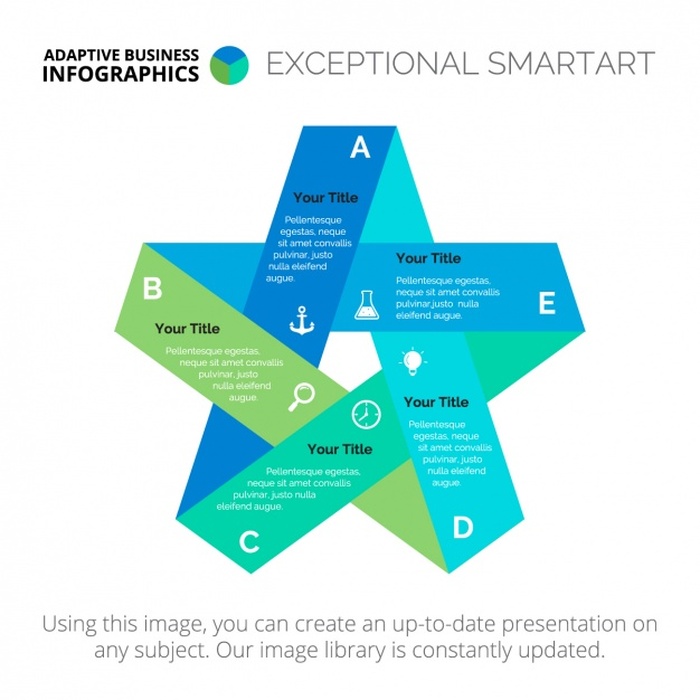 ADAPTIVE BUSINESS
INFOGRAPHICS
EXCEPTIONAL SMARTART
A
Your Title
Pellentesque
egestas, neque
sit amet convallis
pulvinar, justo
nulla eleifend
augue.
B
Your Title
Pellentesque egestas,
neque sit amet convallis
pulvinar, justo
nulla eleifend
augue.
E
Your Title
Pellentesque egestas,
neque sit amet convallis
pulvinar,justo nulla
eleifend augue.
C
Your Title
Pellentesque egestas,
neque sit amet convallis
pulvinar, justo nulla
eleifend augue.
D
Your Title
Pellentesque
egestas, neque
sit amet convallis
pulvinar, justo
nulla eleifend
augue.
Using this image, you can create an up-to-date presentation on
any subject. Our image library is constantly updated.